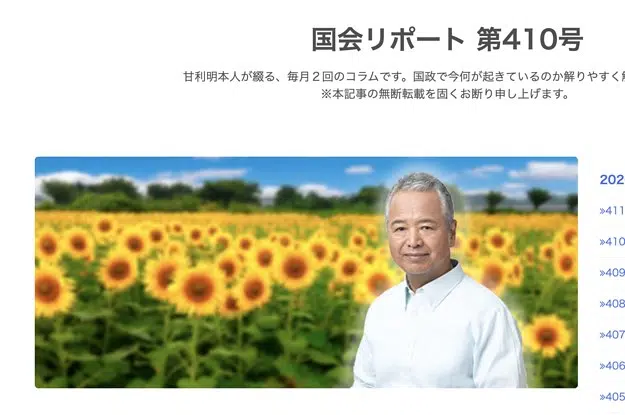 国会リポート 第410号
甘利明本人が綴る、毎月２回のコラムです。国政で今何が起きているのか解りやすく
※本記事の無断転載を固くお断り申し上げます。
202
»411
»410
»409
»408
»407
»406
»405